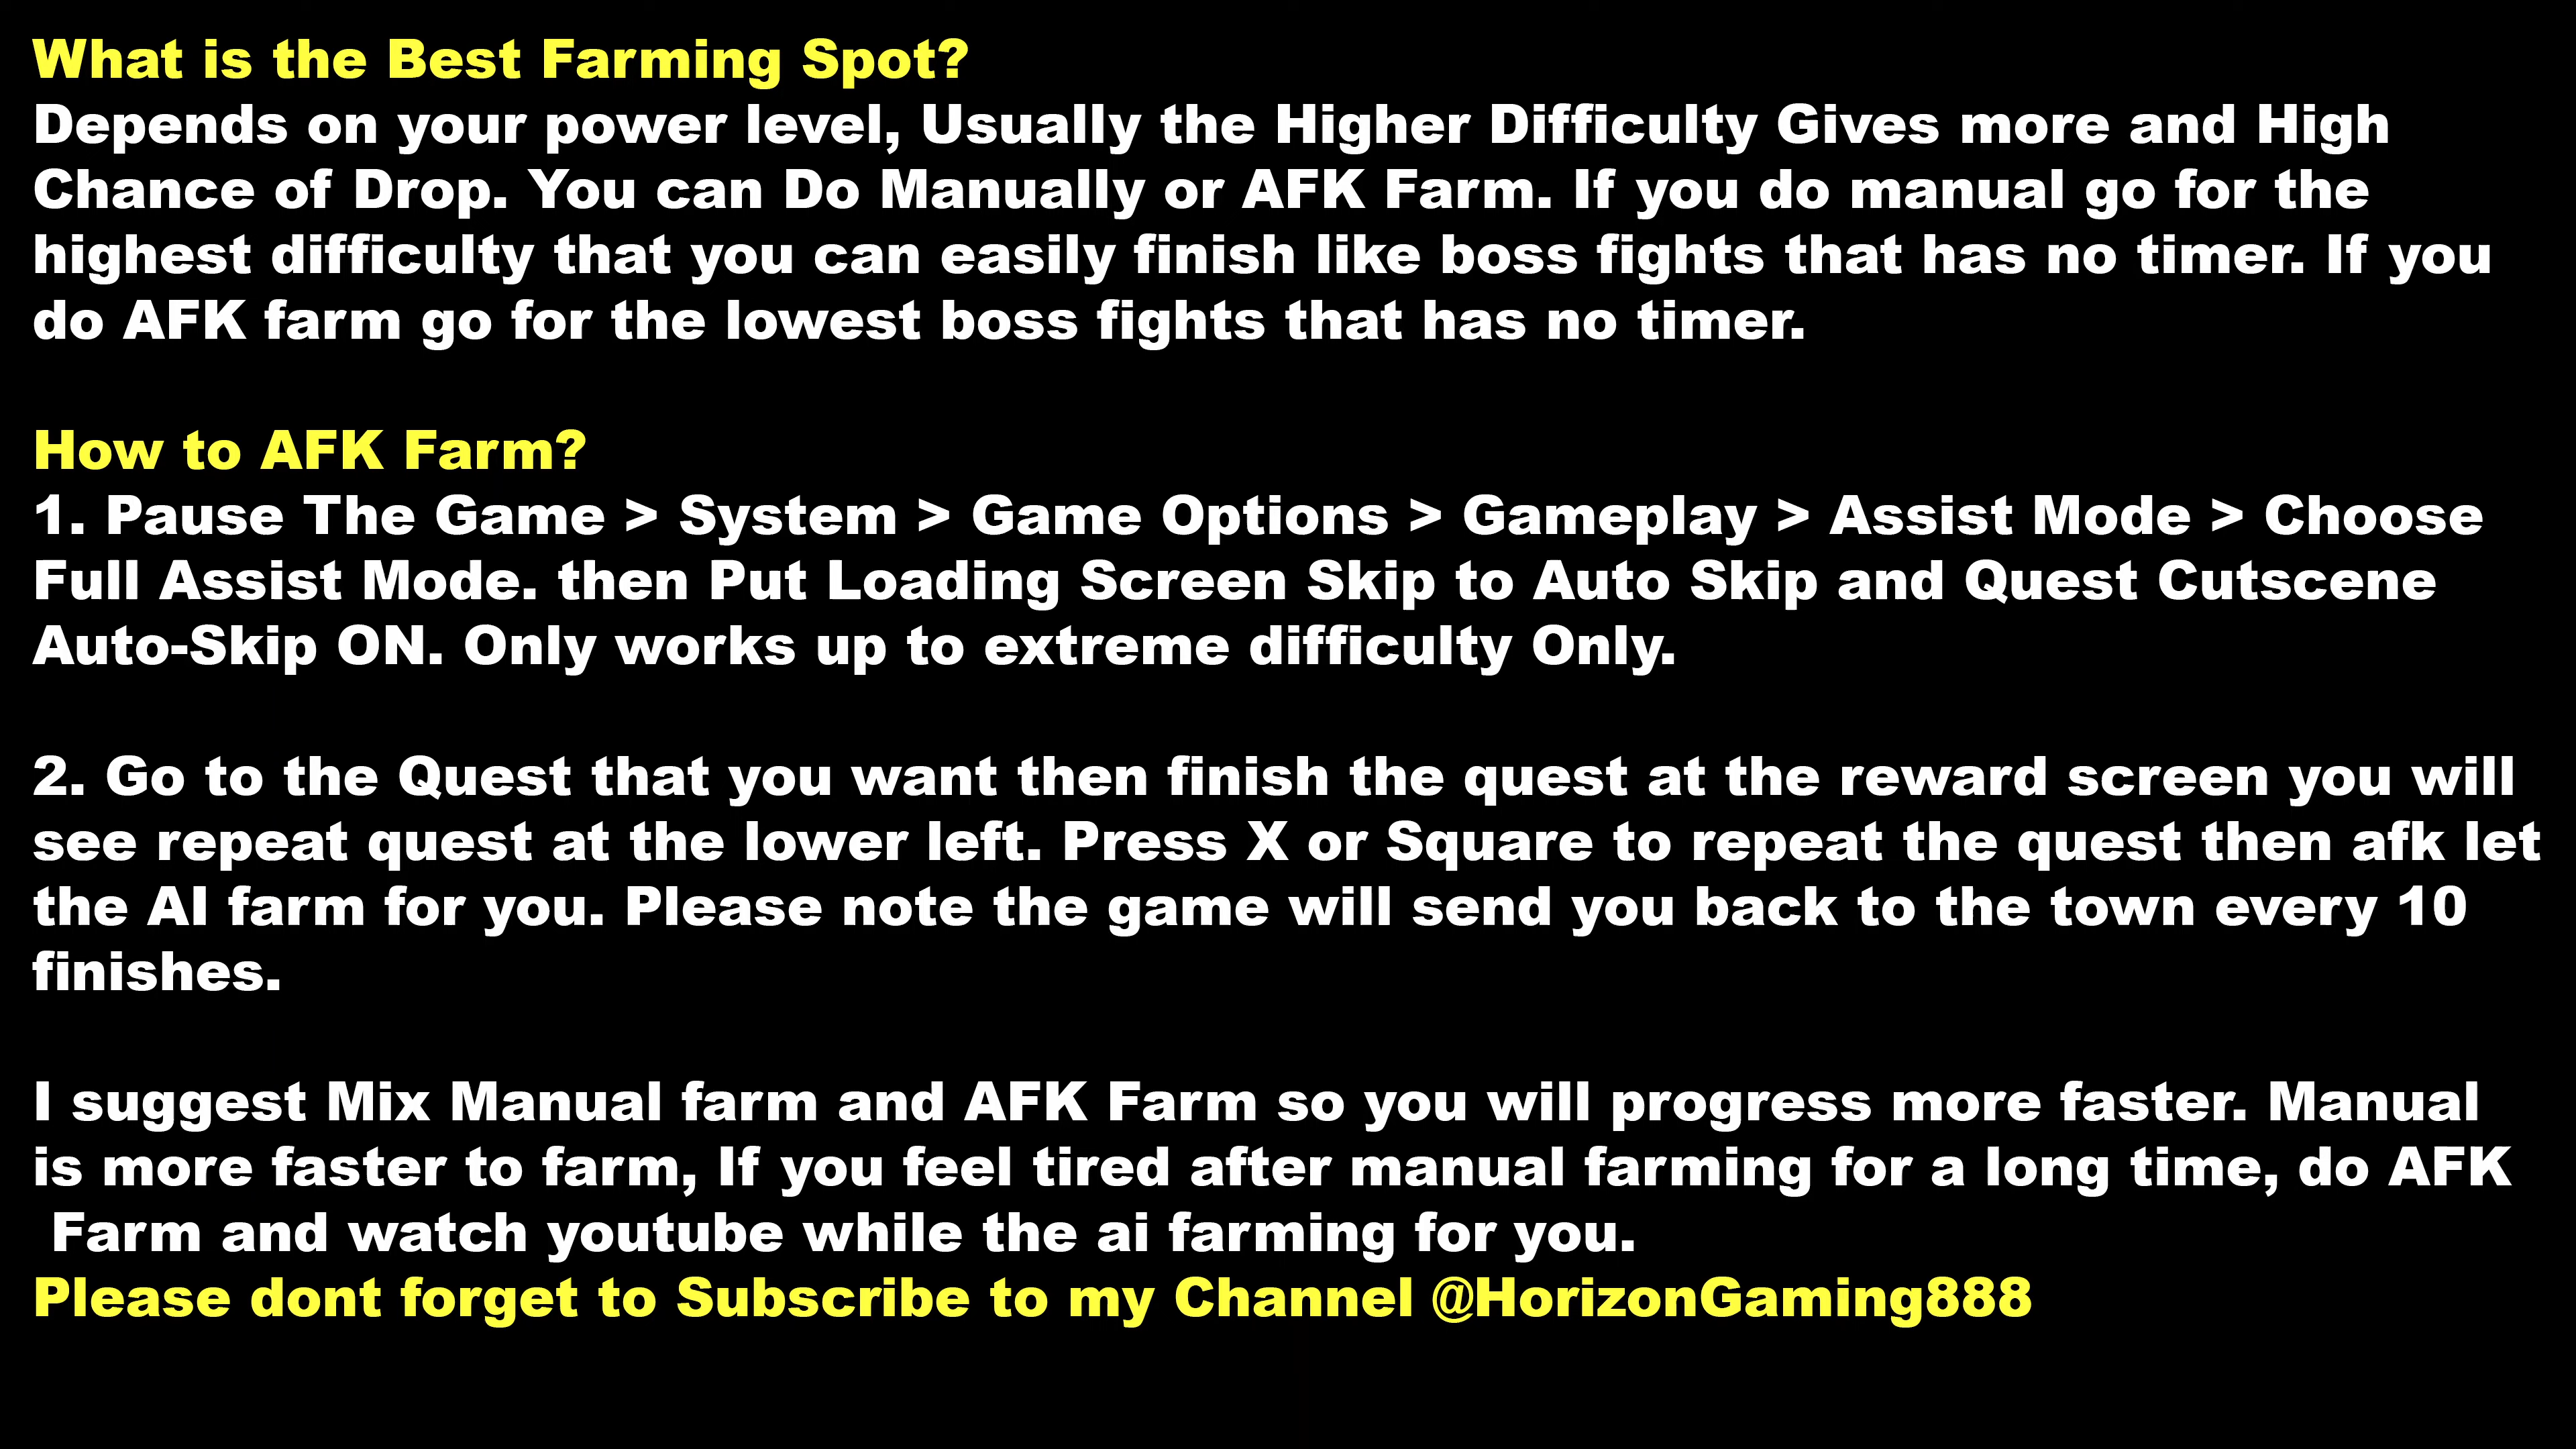 What is the Best Farming Spot?
Depends on your power level, Usually the Higher Difficulty Gives more and High
Chance of Drop. You can Do Manually or AFK Farm. If you do manual go for the
highest difficulty that you can easily finish like boss fights that has no timer. If you
do AFK farm go for the lowest boss fights that has no timer.
How to AFK Farm?
1. Pause The Game > System > Game Options > Gameplay > Assist Mode > Choose
Full Assist Mode. then Put Loading Screen Skip to Auto Skip and Quest Cutscene
Auto-Skip ON. Only works up to extreme difficulty Only.
2. Go to the Quest that you want then finish the quest at the reward screen you will
see repeat quest at the lower left. Press X or Square to repeat the quest then afk let
the AI farm for you. Please note the game will send you back to the town every 10
finishes.
I suggest Mix Manual farm and AFK Farm so you will progress more faster. Manual
is more faster to farm, If you feel tired after manual farming for a long time, do AFK
Farm and watch youtube while the ai farming for you.
Please dont forget to Subscribe to my Channel @HorizonGaming888